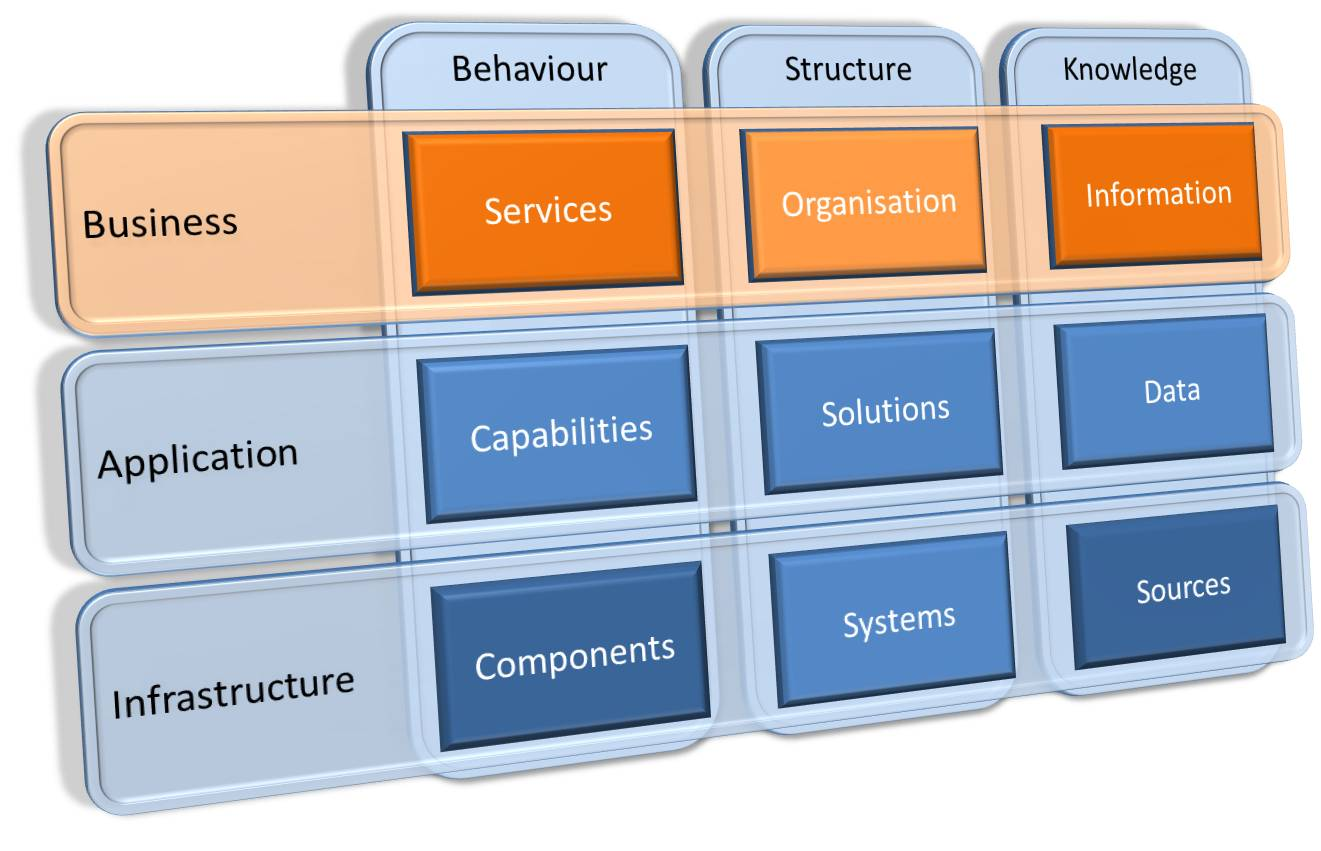 Behaviour
Structure
Knowledge
Business
Services
Organisation
Information
Application
Capabilities
Solutions
Data
Infrastructure
Components
Systems
Sources